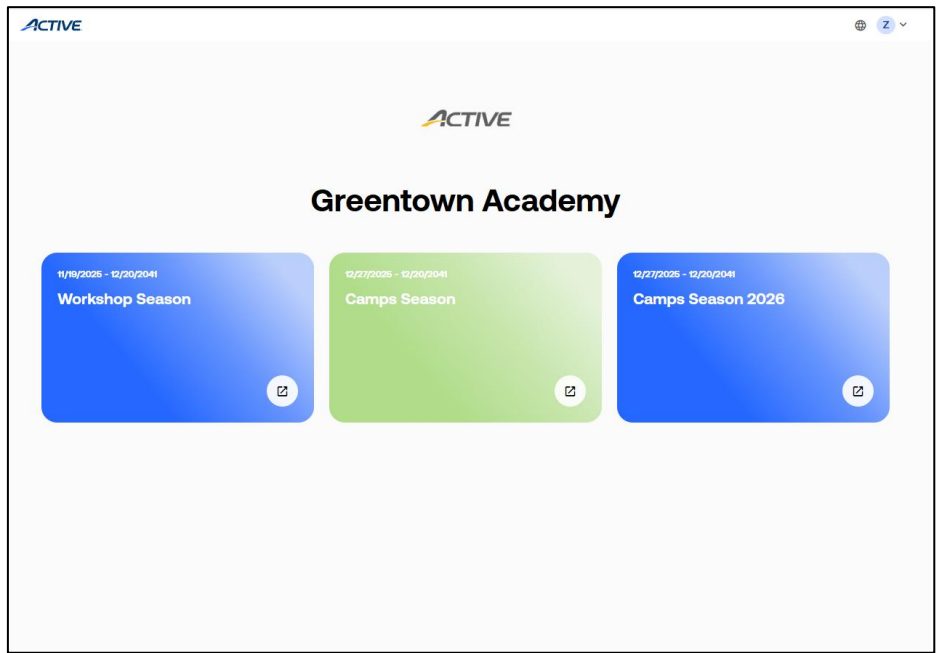 ACTIVE
Z
ACTIVE
Greentown Academy
11/19/2025 - 12/20/2041
Workshop Season
12/27/2025 - 12/20/2041
Camps Season
12/27/2025 - 12/20/2041
Camps Season 2026